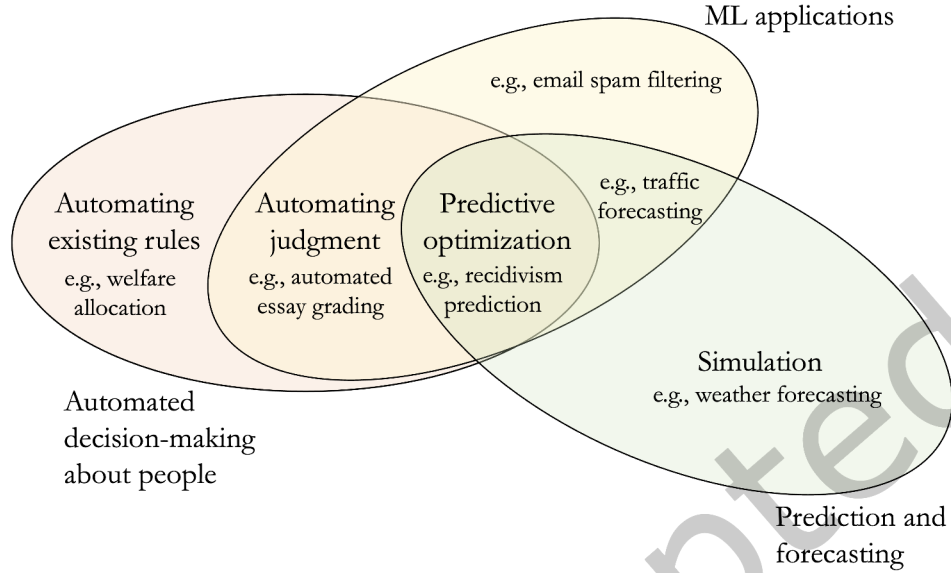 ML applications
e.g., email spam filtering
Automating
existing rules
e.g., welfare
allocation
Automating
judgment
e.g., automated
essay grading
Predictive
optimization
e.g., recidivism
prediction
e.g., traffic
forecasting
Simulation
e.g., weather forecasting
Automated
decision-making
about people
Prediction and
forecasting
pted